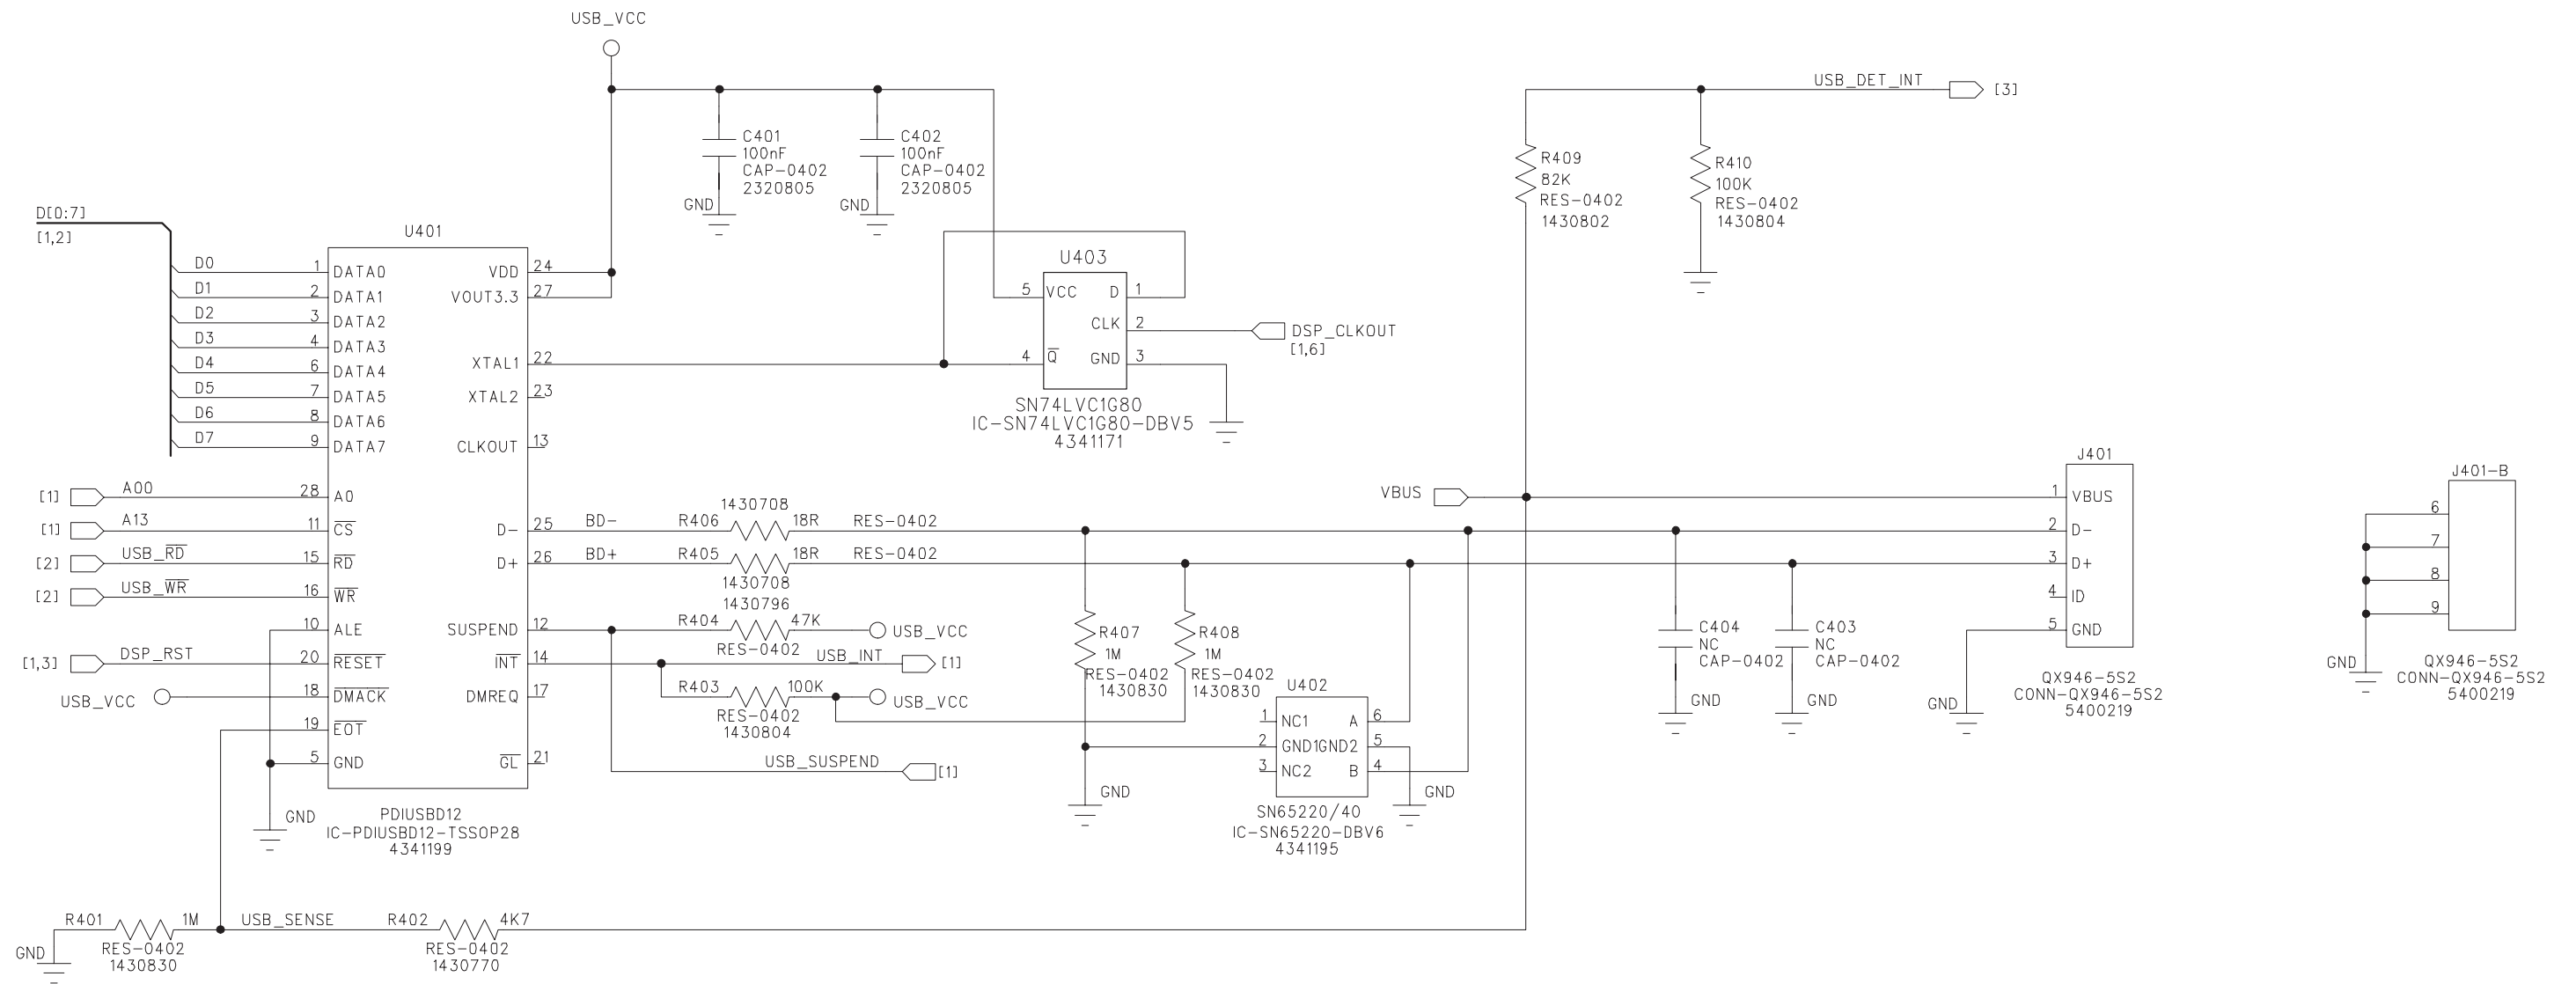 USB_VCC
USB_DET_INT
[3]
C401
100nF
CAP-0402
2320805
GND
C402
100nF
CAP-0402
2320805
GND
R409
82K
RES-0402
1430802
R410
100K
RES-0402
1430804
D[0:7]
[1,2]
D0
D1
D2
D3
D4
D5
D6
D7
U401
1 DATA0
2 DATA1
3 DATA2
4 DATA3
6 DATA4
7 DATA5
8 DATA6
9 DATA7
[1] A00 28 A0
[1] A13 11 CS
[2] USB_RD 15 RD
[2] USB_WR 16 WR
10 ALE
[1,3] DSP_RST 20 RESET
USB_VCC 18 DMACK
19 EOT
5 GND
GND
VDD 24
VOUT3.3 27
XTAL1 22
XTAL2 23
CLKOUT 13
D- 25
D+ 26
SUSPEND 12
INT 14
DMREQ 17
GL 21
PDIUSBD12
IC-PDIUSBD12-TSSOP28
4341199
U403
5 VCC D 1
CLK 2
4 Q GND 3
DSP_CLKOUT
[1,6]
SN74LVC1G80
IC-SN74LVC1G80-DBV5
4341171
1430708
BD- R406 18R RES-0402
BD+ R405 18R RES-0402
1430708
1430796
R404 47K USB_VCC
RES-0402
USB_INT [1]
R403 100K USB_VCC
RES-0402
1430804
USB_SUSPEND [1]
R407
1M
RES-0402
1430830
R408
1M
RES-0402
1430830
GND
U402
1 NC1 A 6
2 GND1 GND2 5
3 NC2 B 4
GND
SN65220/40
IC-SN65220-DBV6
4341195
VBUS
C404
NC
CAP-0402
GND
C403
NC
CAP-0402
GND
J401
1 VBUS
2 D-
3 D+
4 ID
5 GND
GND
QX946-5S2
CONN-QX946-5S2
5400219
J401-B
6
7
8
9
GND
QX946-5S2
CONN-QX946-5S2
5400219
R401 1M USB_SENSE R402 4K7
GND
RES-0402
1430830
RES-0402
1430770